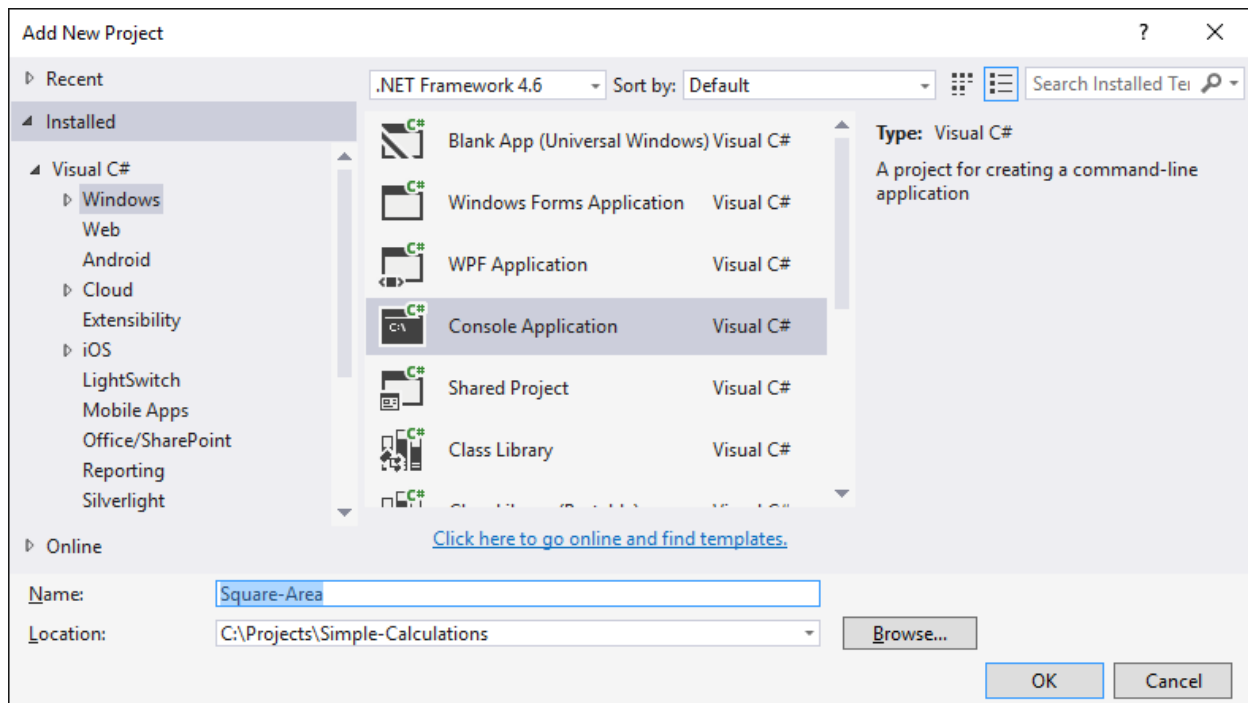 Add New Project
?
Recent
Installed
Visual C#
Windows
Web
Android
Cloud
Extensibility
iOS
LightSwitch
Mobile Apps
Office/SharePoint
Reporting
Silverlight
Online
.NET Framework 4.6
Sort by: Default
Search Installed Te
C# Blank App (Universal Windows) Visual C#
C# Windows Forms Application Visual C#
C# WPF Application Visual C#
C# C:\ Console Application Visual C#
C# Shared Project Visual C#
C# Class Library Visual C#
C#
Click here to go online and find templates.
Type: Visual C#
A project for creating a command-line
application
Name: Square-Area
Location: C:\Projects\Simple-Calculations
Browse...
OK Cancel